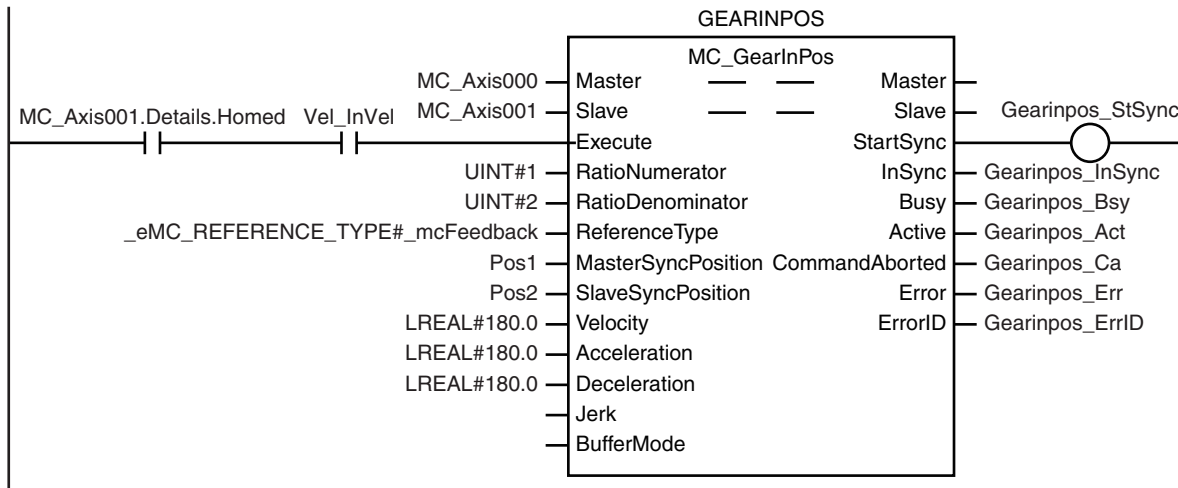 GEARINPOS
MC_GearInPos
MC_Axis000 Master Master
MC_Axis001 Slave Slave
MC_Axis001.Details.Homed Vel_InVel Gearinpos_StSync
Execute StartSync
UINT#1 RatioNumerator InSync Gearinpos_InSync
UINT#2 RatioDenominator Busy Gearinpos_Bsy
_eMC_REFERENCE_TYPE#_mcFeedback ReferenceType Active Gearinpos_Act
Pos1 MasterSyncPosition CommandAborted Gearinpos_Ca
Pos2 SlaveSyncPosition Error Gearinpos_Err
LREAL#180.0 Velocity ErrorID Gearinpos_ErrID
LREAL#180.0 Acceleration
LREAL#180.0 Deceleration
Jerk
BufferMode